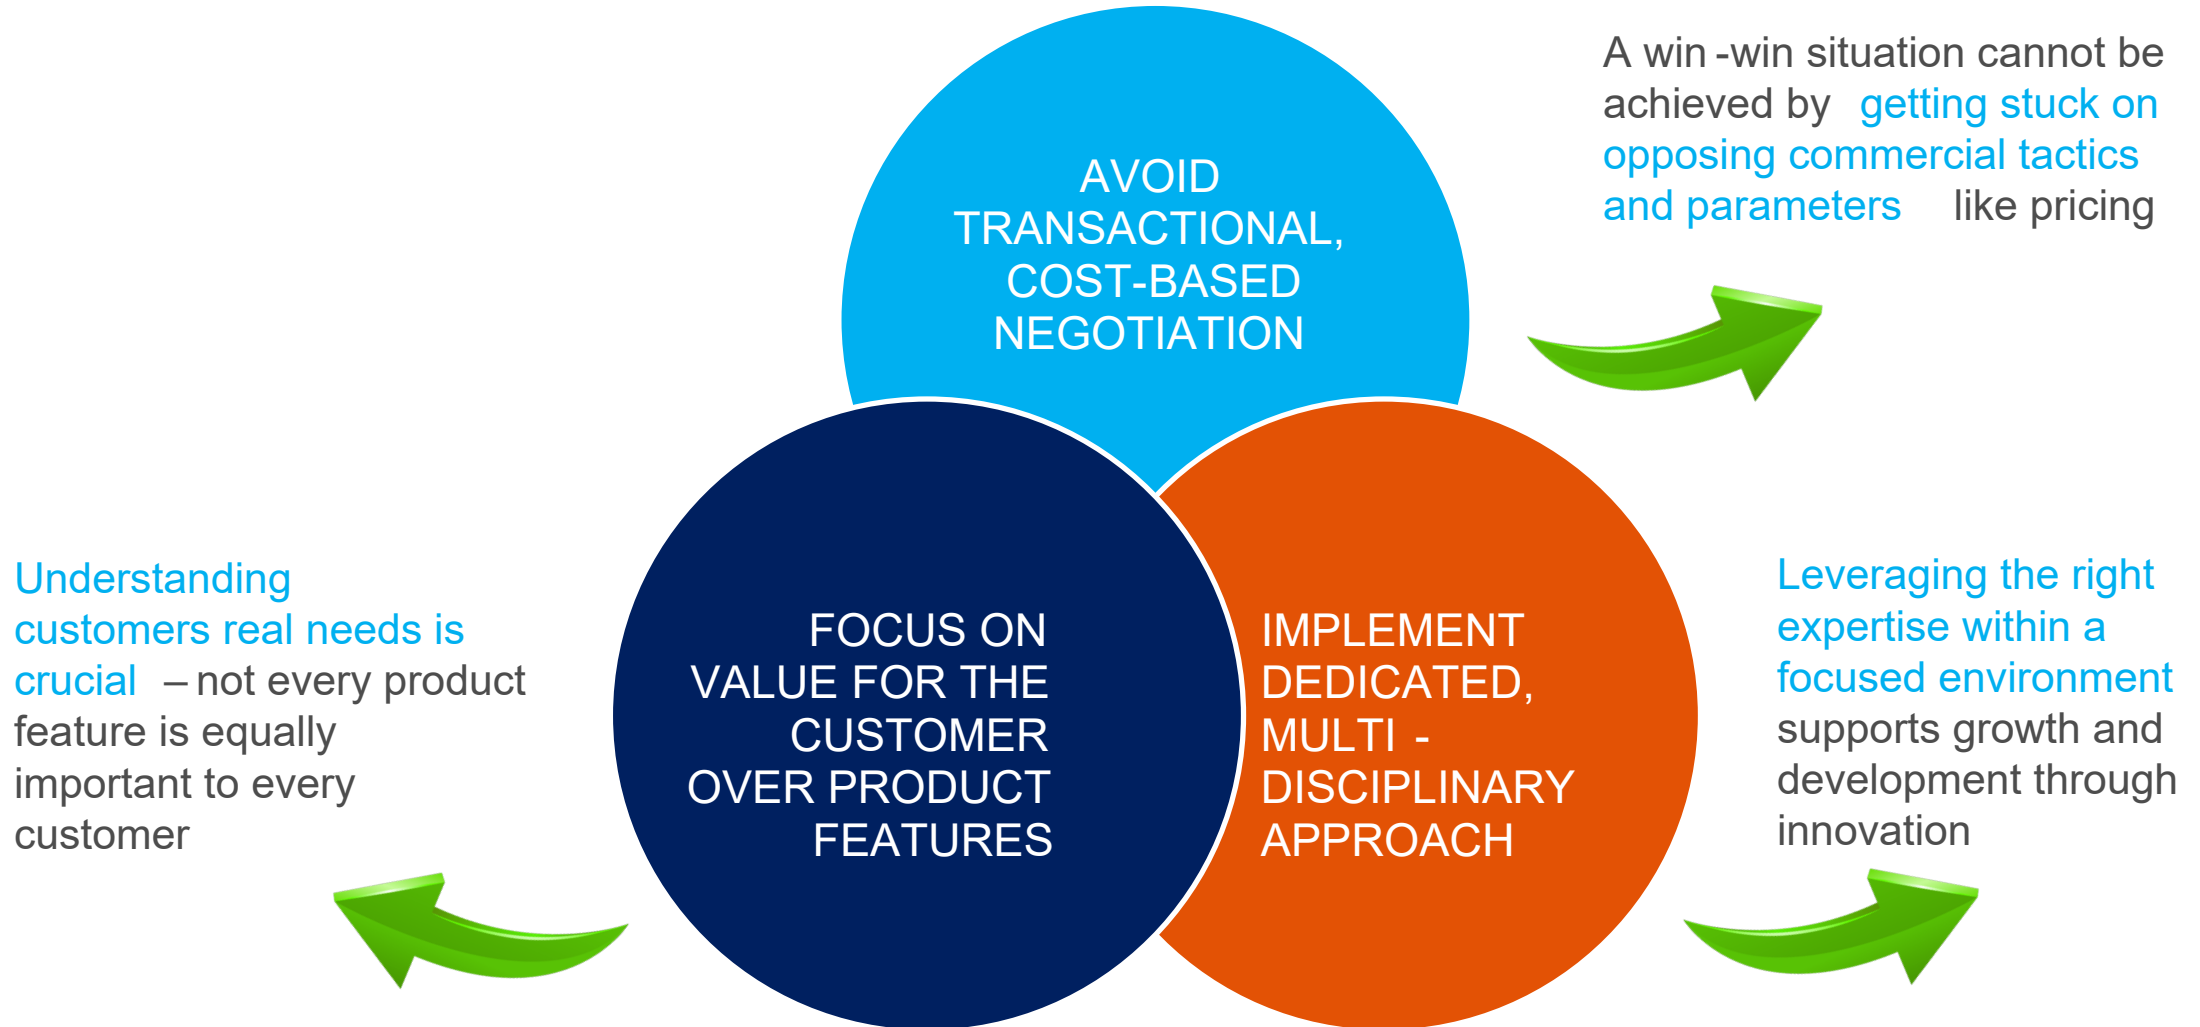 A win -win situation cannot be
achieved by getting stuck on
opposing commercial tactics
and parameters like pricing
AVOID
TRANSACTIONAL,
COST-BASED
NEGOTIATION
Understanding
customers real needs is
crucial – not every product
feature is equally
important to every
customer
FOCUS ON
VALUE FOR THE
CUSTOMER
OVER PRODUCT
FEATURES
IMPLEMENT
DEDICATED,
MULTI -
DISCIPLINARY
APPROACH
Leveraging the right
expertise within a
focused environment
supports growth and
development through
innovation